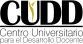 CUDD
Centro Universitario
para el Desarrollo Docente